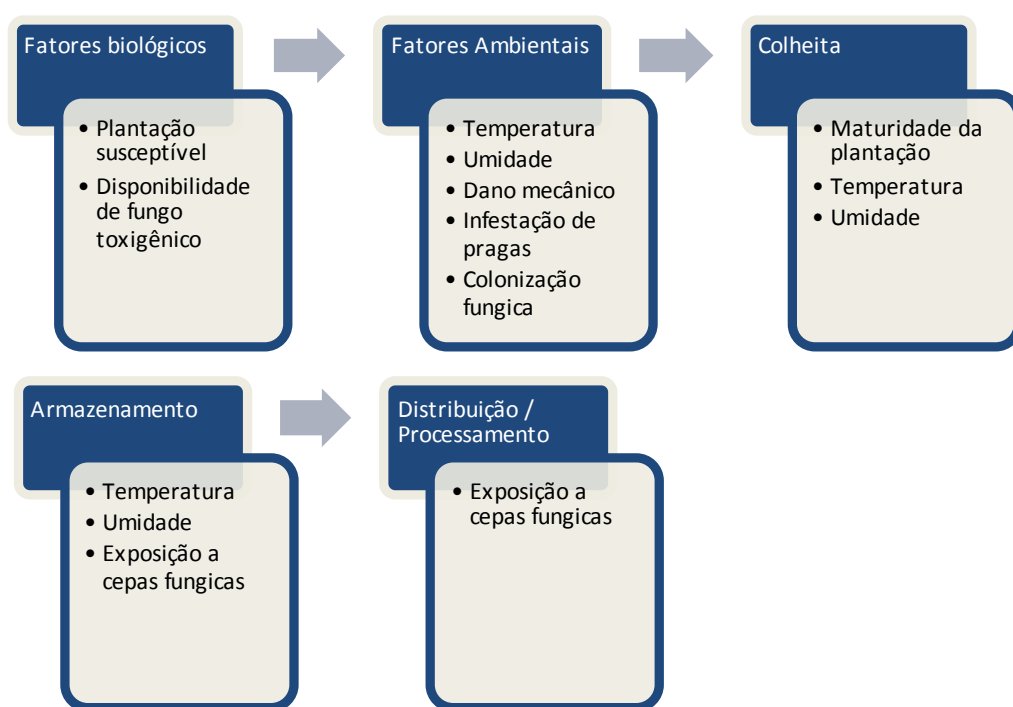 Fatores biológicos
• Plantação
susceptível
• Disponibilidade
de fungo
toxigênico
Fatores Ambientais
• Temperatura
• Umidade
• Dano mecânico
• Infestação de
pragas
• Colonização
fungica
Colheita
• Maturidade da
plantação
• Temperatura
• Umidade
Armazenamento
• Temperatura
• Umidade
• Exposição a
cepas fungicas
Distribuição /
Processamento
• Exposição a
cepas fungicas